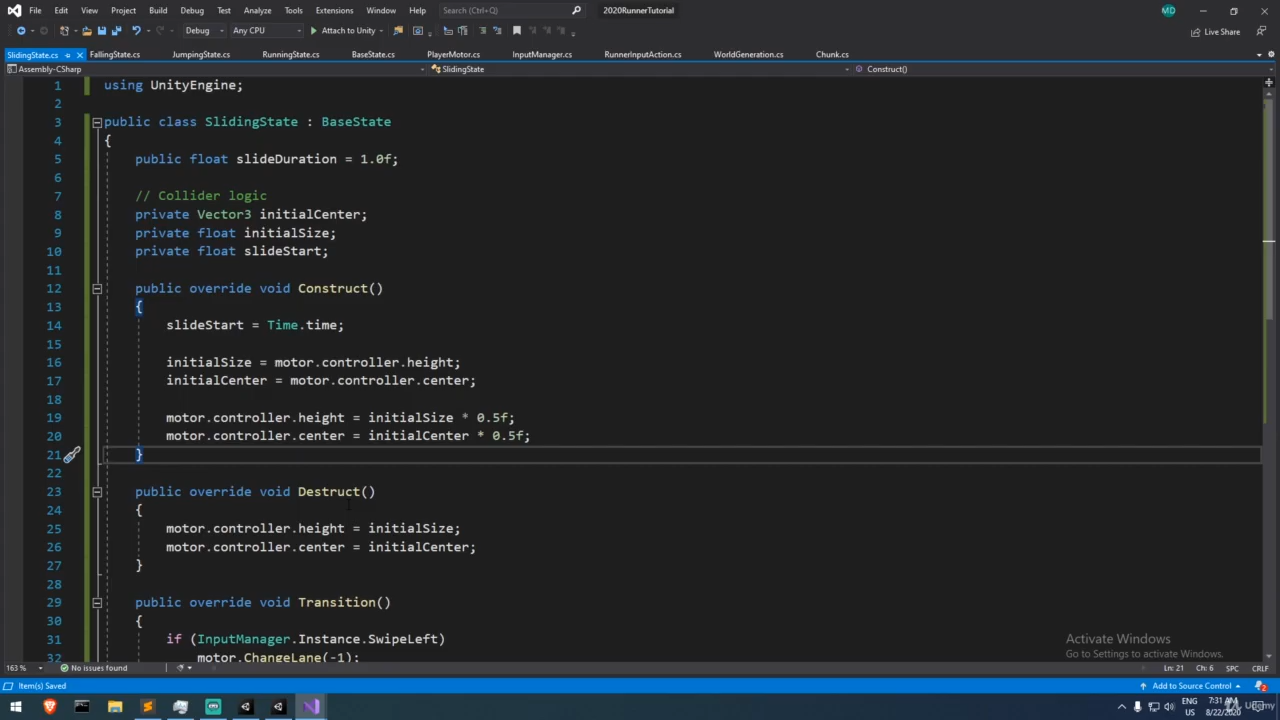 File Edit View Project Build Debug Test Analyze Tools Extensions Window Help Search (Ctrl+Q) 2020RunnerTutorial MD
Debug Any CPU Attach to Unity Live Share
SlidingState.cs FallingState.cs JumpingState.cs RunningState.cs BaseState.cs PlayerMotor.cs InputManager.cs RunnerInputAction.cs WorldGeneration.cs Chunk.cs
Assembly-CSharp SlidingState Construct()
1 using UnityEngine;
2
3 public class SlidingState : BaseState
4 {
5 public float slideDuration = 1.0f;
6
7 // Collider logic
8 private Vector3 initialCenter;
9 private float initialSize;
10 private float slideStart;
11
12 public override void Construct()
13 {
14 slideStart = Time.time;
15
16 initialSize = motor.controller.height;
17 initialCenter = motor.controller.center;
18
19 motor.controller.height = initialSize * 0.5f;
20 motor.controller.center = initialCenter * 0.5f;
21 }
22
23 public override void Destruct()
24 {
25 motor.controller.height = initialSize;
26 motor.controller.center = initialCenter;
27 }
28
29 public override void Transition()
30 {
31 if (InputManager.Instance.SwipeLeft)
32 motor.ChangeLane(-1);
Activate Windows
Go to Settings to activate Windows.
163 % No issues found Ln: 21 Ch: 6 SPC CRLF
Item(s) Saved Add to Source Control 2
ENG 7:31 AM
US 8/22/2020
Udemy